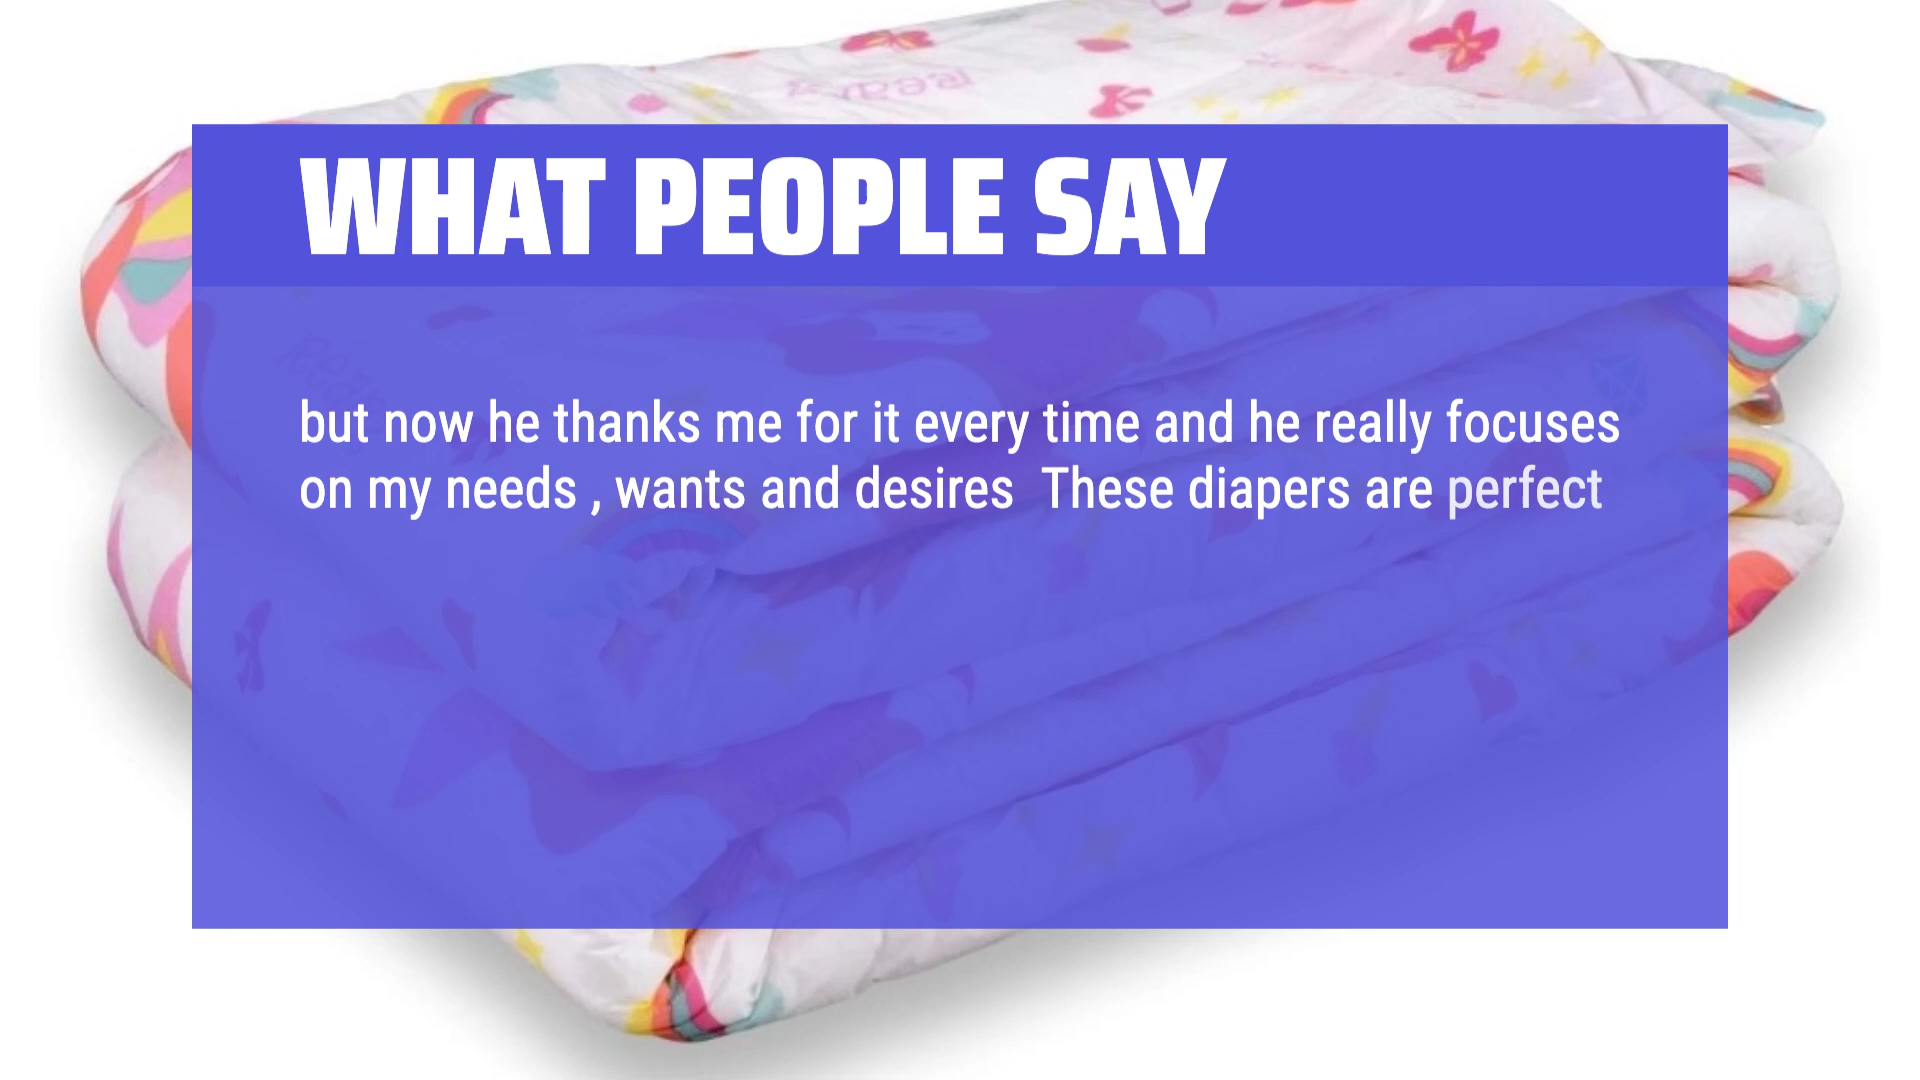 WHAT PEOPLE SAY
but now he thanks me for it every time and he really focuses
on my needs , wants and desires  These diapers are perfect